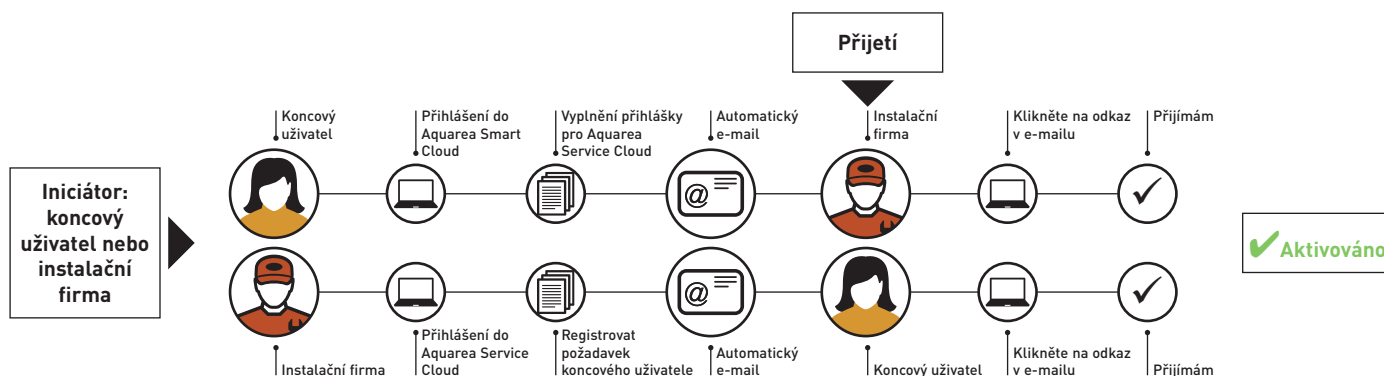 Přijetí
Koncový
uživatel
Přihlášení do
Aquarea Smart
Cloud
Vyplnění přihlášky
pro Aquarea
Service Cloud
Automatický
e-mail
Instalační
firma
Klikněte na odkaz
v e-mailu
Přijímám
Iniciátor:
koncový
uživatel nebo
instalační
firma
@
@
Aktivováno
Instalační firma
Přihlášení do
Aquarea Service
Cloud
Registrovat
požadavek
koncového uživatele
Automatický
e-mail
Koncový uživatel
Klikněte na odkaz
v e-mailu
Přijímám